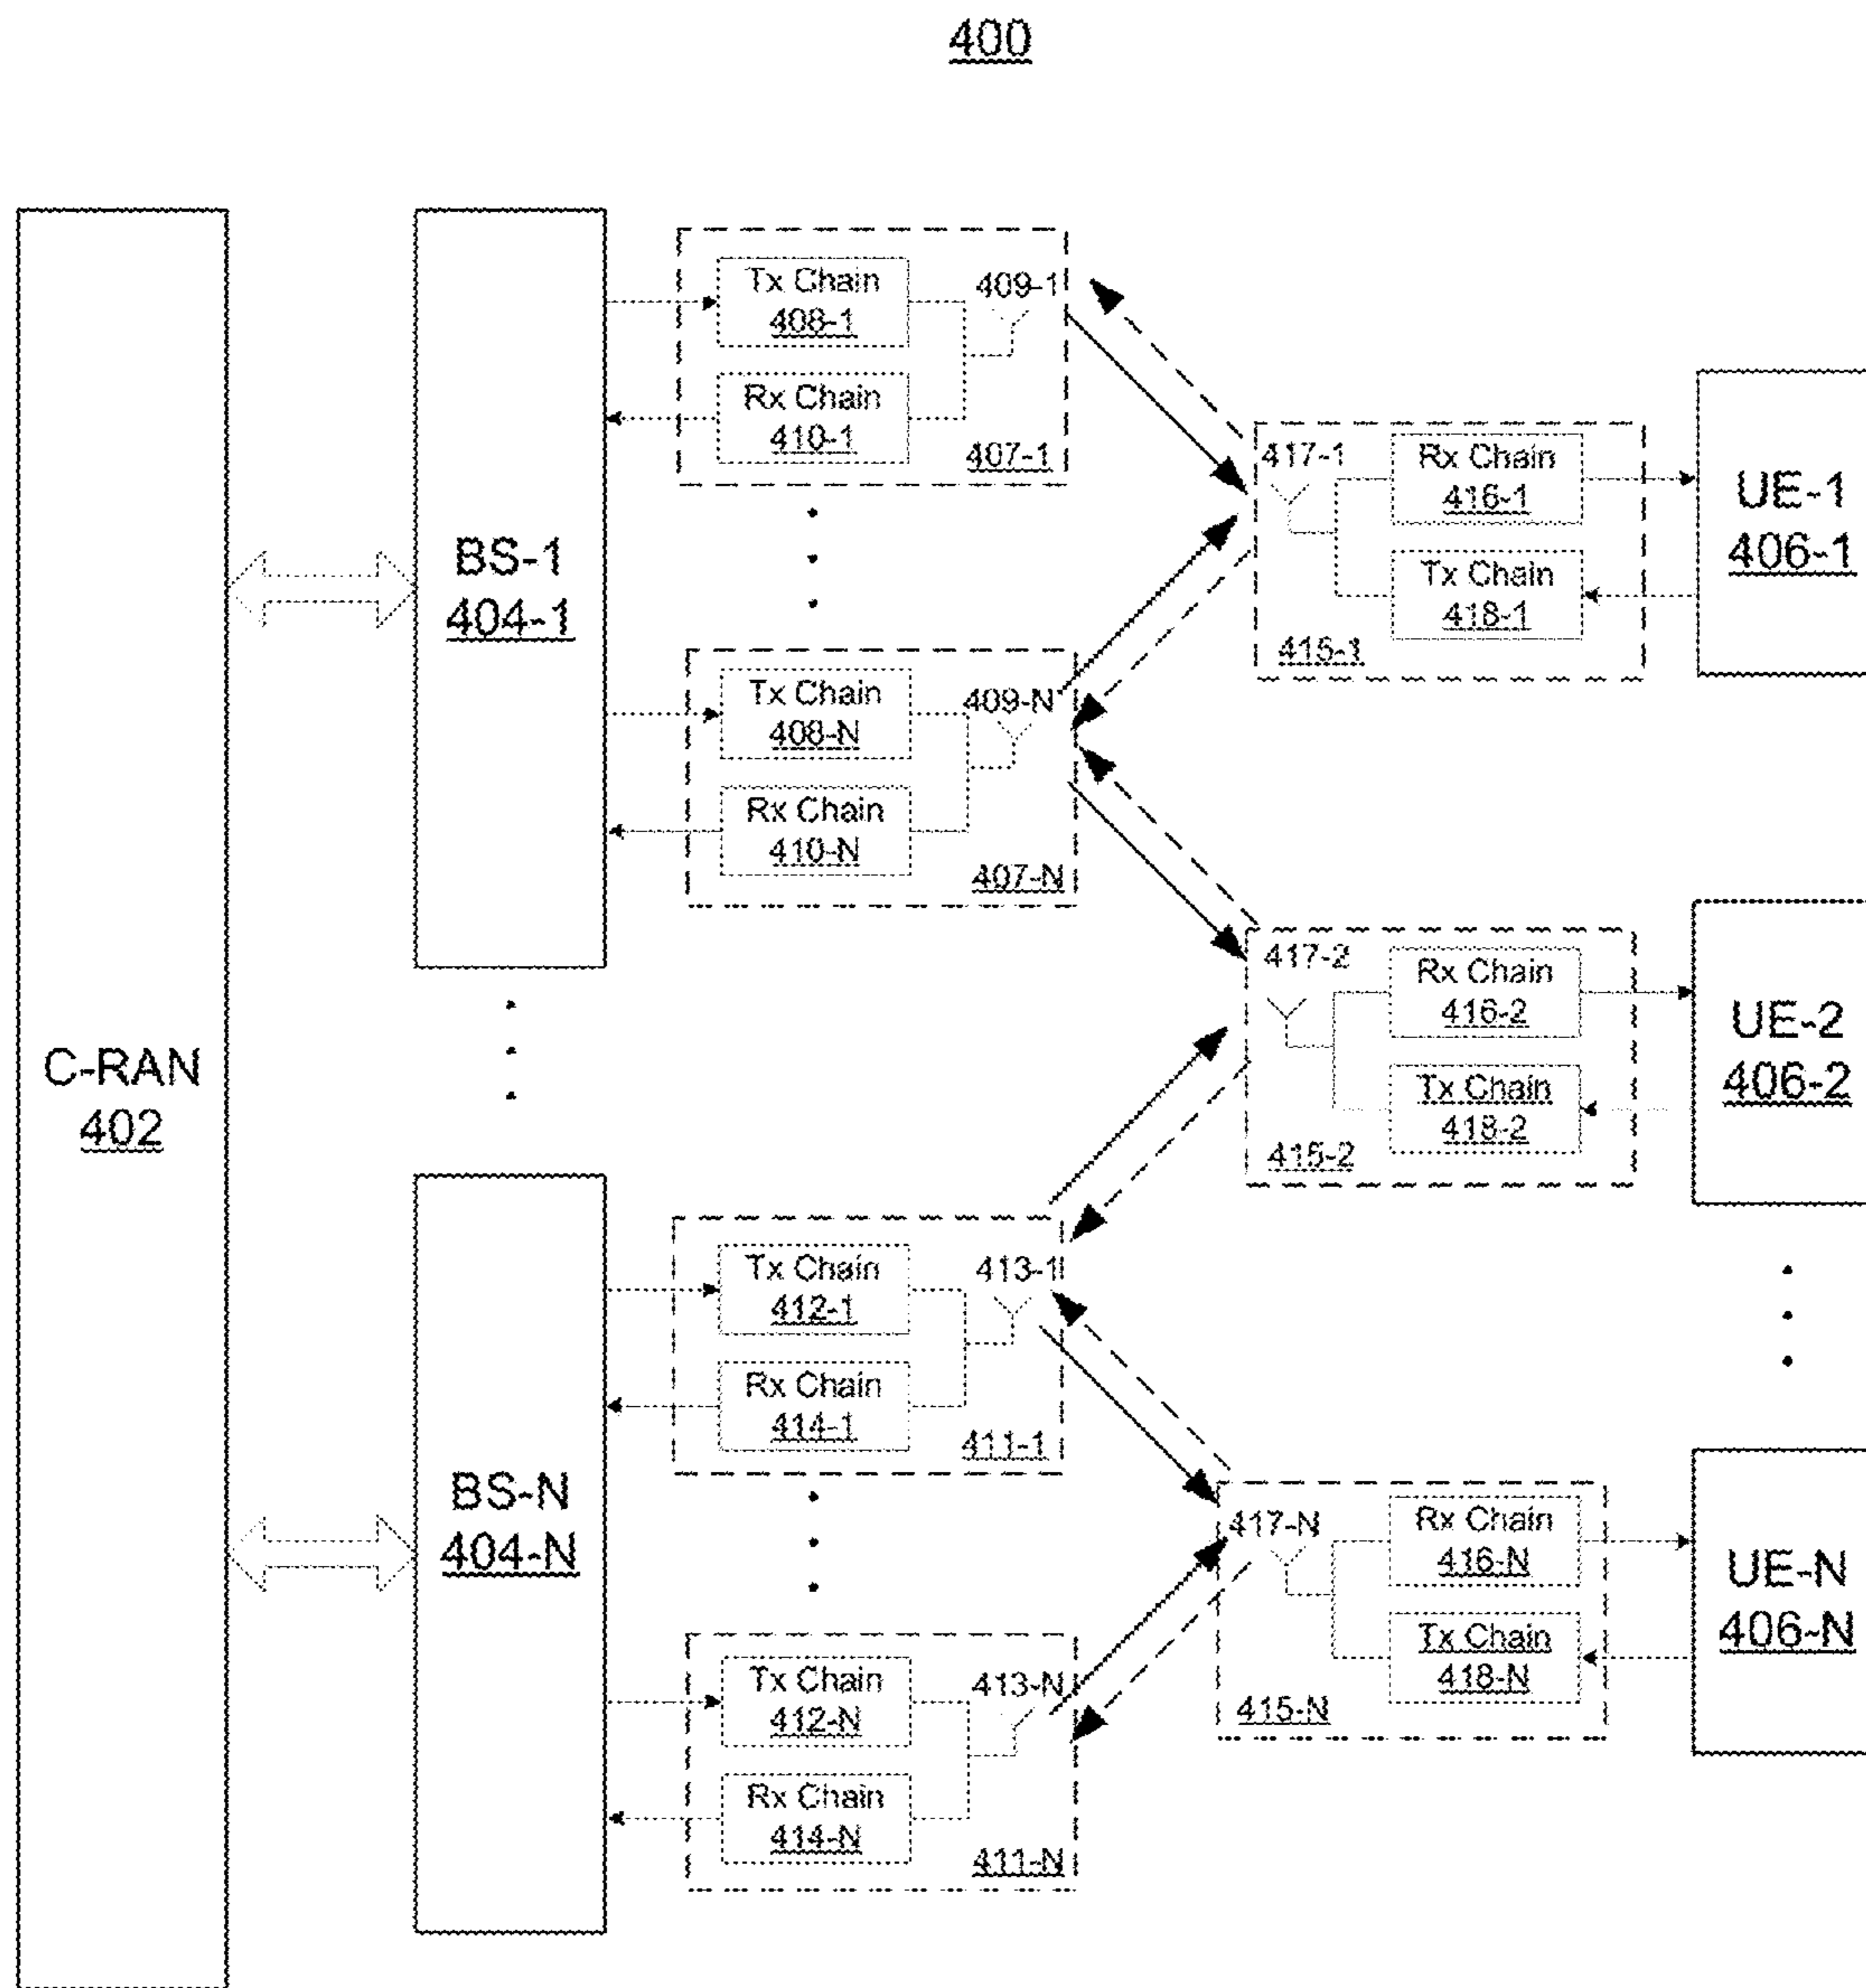 400
C-RAN
402
BS-1
404-1
Tx Chain
408-1
409-1
Rx Chain
410-1
407-1
Tx Chain
408-N
409-N
Rx Chain
410-N
407-N
417-1
Rx Chain
416-1
Tx Chain
418-1
415-1
UE-1
406-1
417-2
Rx Chain
416-2
Tx Chain
418-2
415-2
UE-2
406-2
BS-N
404-N
Tx Chain
412-1
413-1
Rx Chain
414-1
411-1
Tx Chain
412-N
413-N
Rx Chain
414-N
411-N
417-N
Rx Chain
416-N
Tx Chain
418-N
415-N
UE-N
406-N